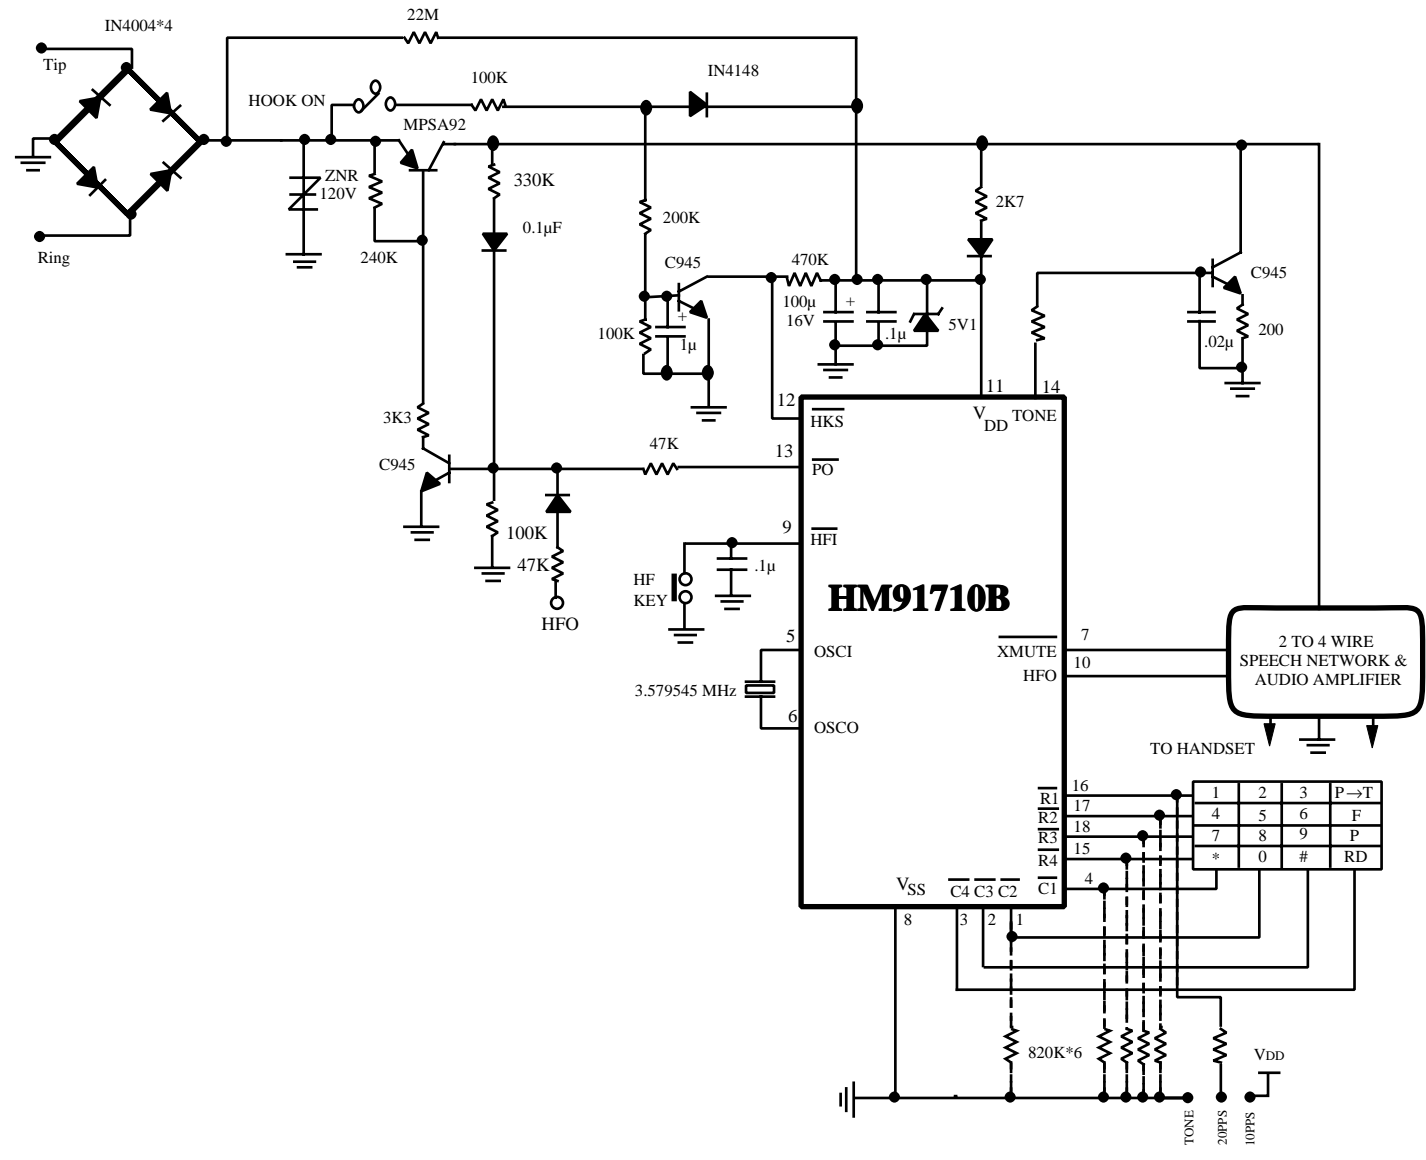 22M
IN4004*4
Tip
IN4148
100K
HOOK ON
MPSA92
ZNR
120V
330K
2K7
200K
0.1µF
Ring
240K
C945
470K
C945
100µ
16V
+
+
.1µ
5V1
200
.02µ
100K
1µ
11
14
12
V DD
TONE
3K3
HKS
47K
13
C945
PO
9
100K
HFI
47K
.1µ
HF
KEY
HM91710B
HFO
5
7
2 TO 4 WIRE
SPEECH NETWORK &
AUDIO AMPLIFIER
OSCI
XMUTE
10
HFO
3.579545 MHz
6
OSCO
TO HANDSET
16
R1
1 2 3 P→T
17
R2
4 5 6 F
18
R3
7 8 9 P
15
R4
* 0 # RD
4
VSS
C4 C3 C2
C1
8
3
2
1
820K*6
VDD
TONE
20PPS
10PPS